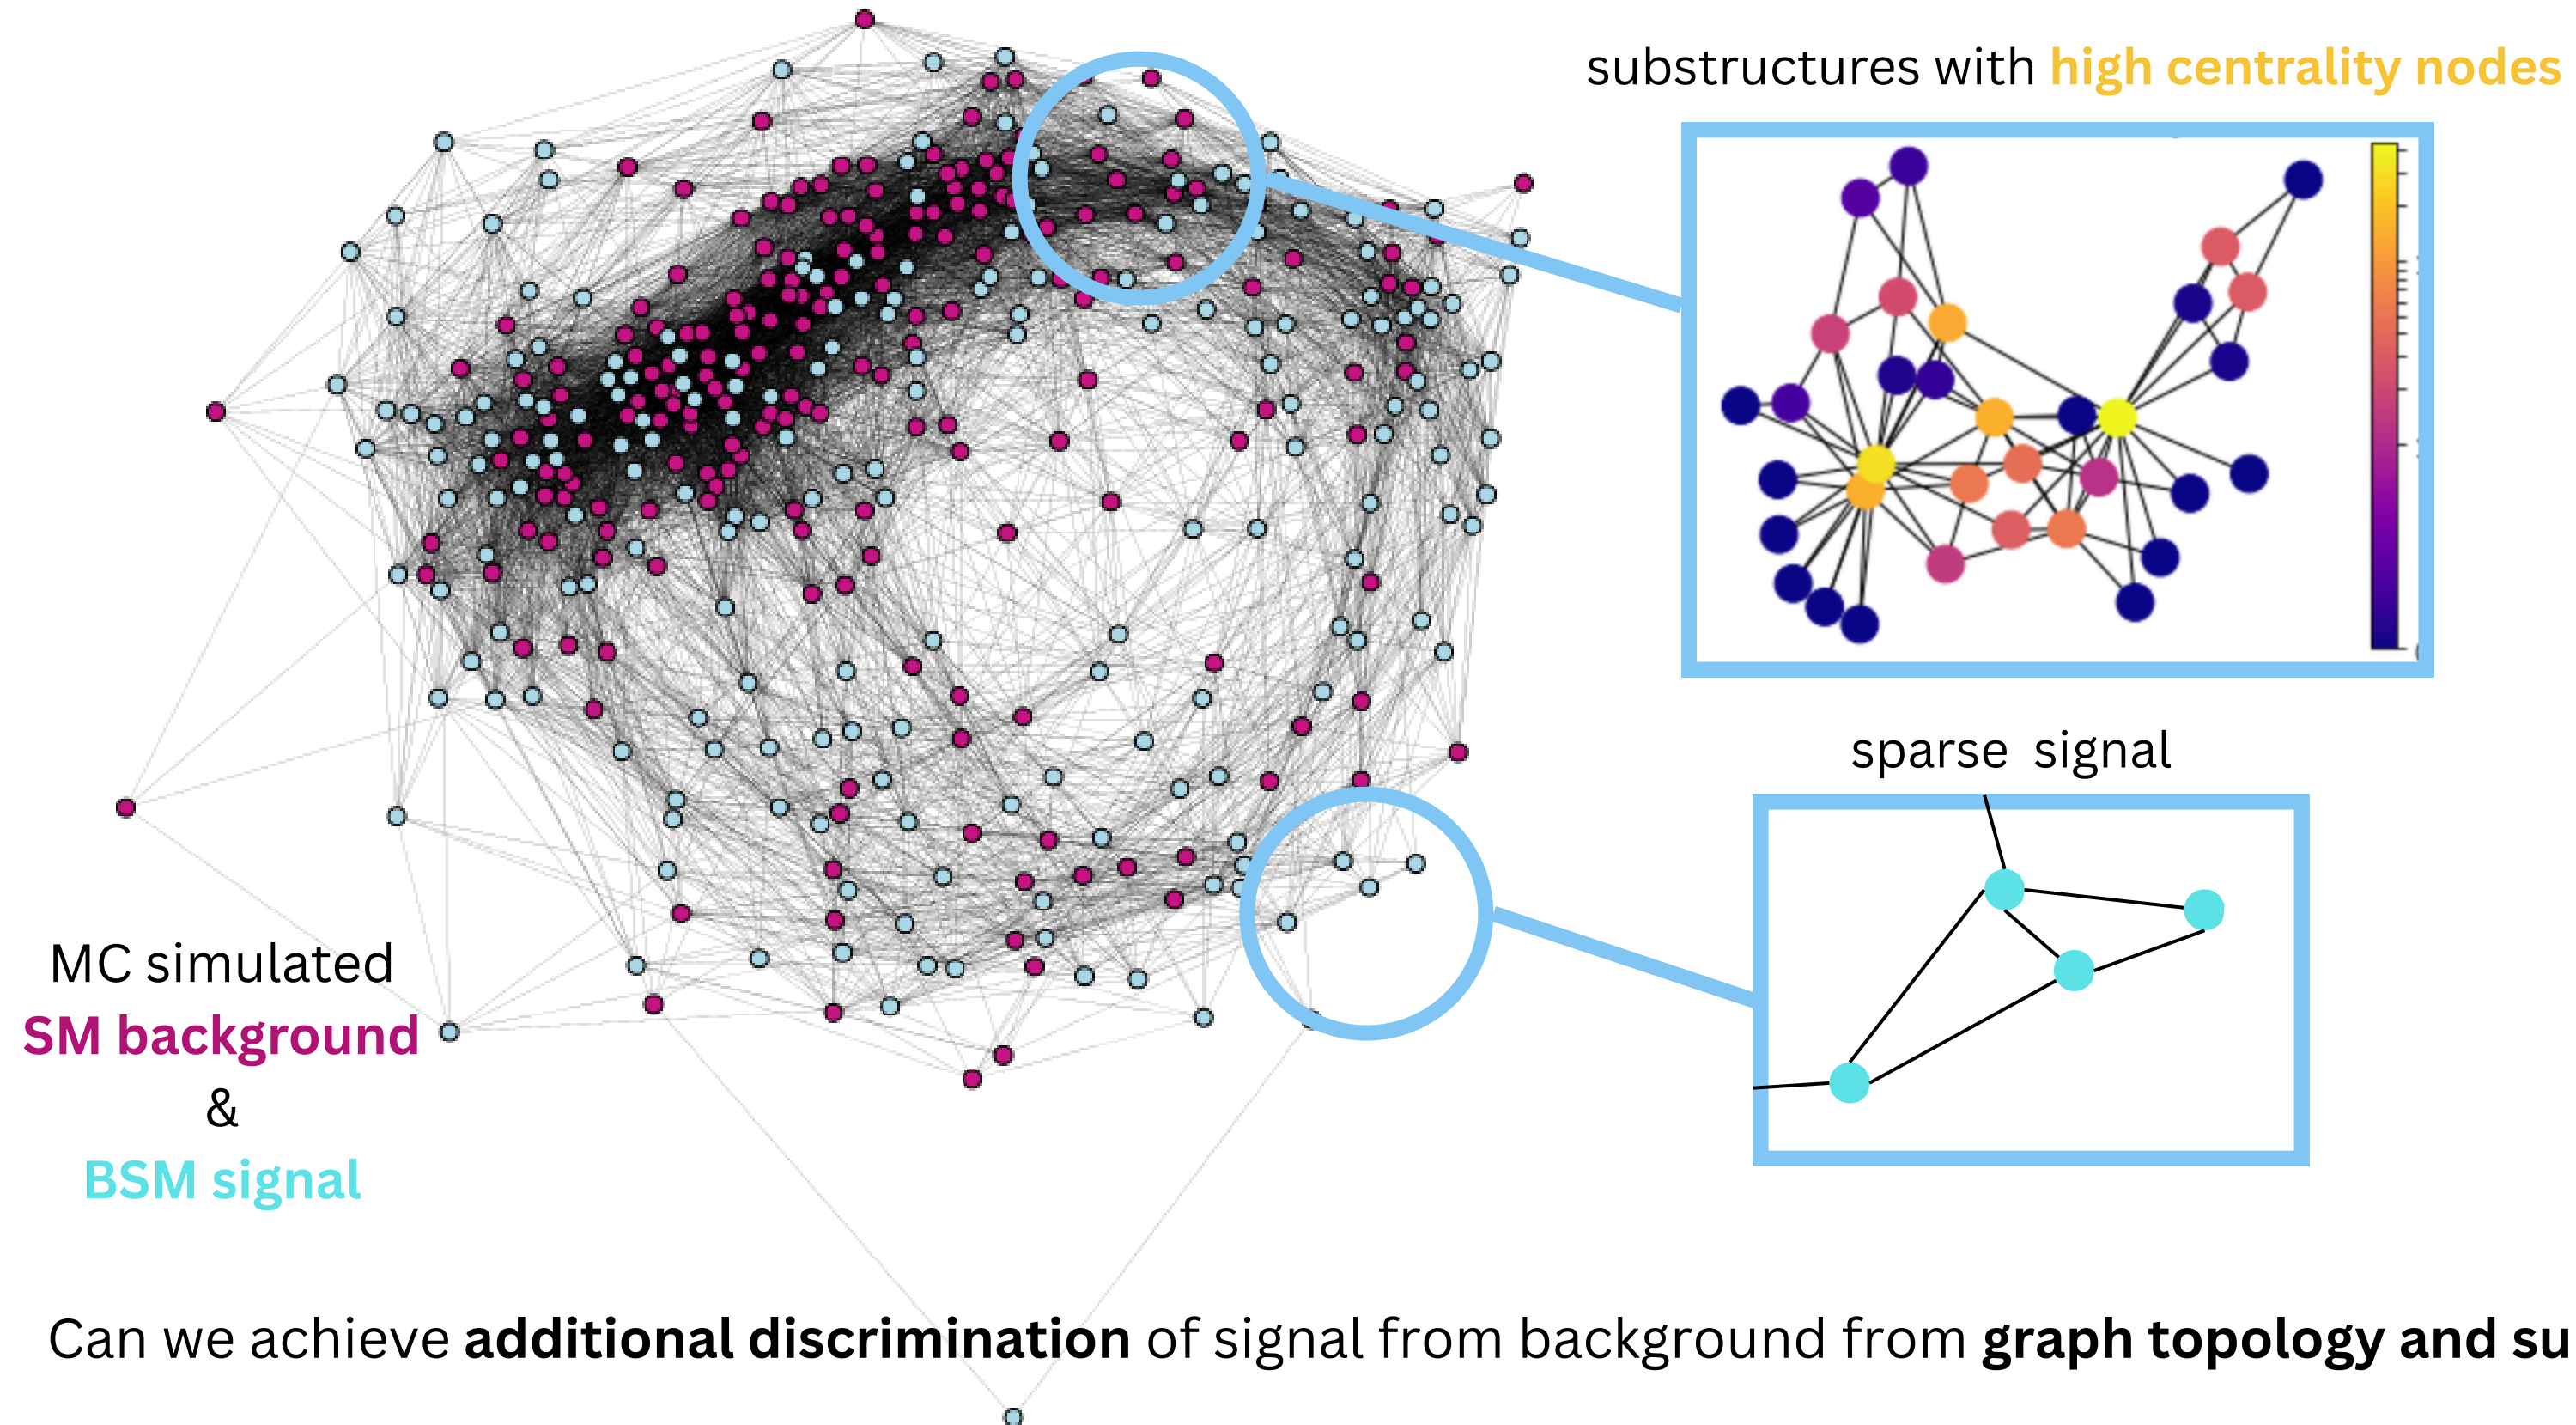 substructures with high centrality nodes
sparse signal
MC simulated
SM background
&
BSM signal
Can we achieve additional discrimination of signal from background from graph topology and su